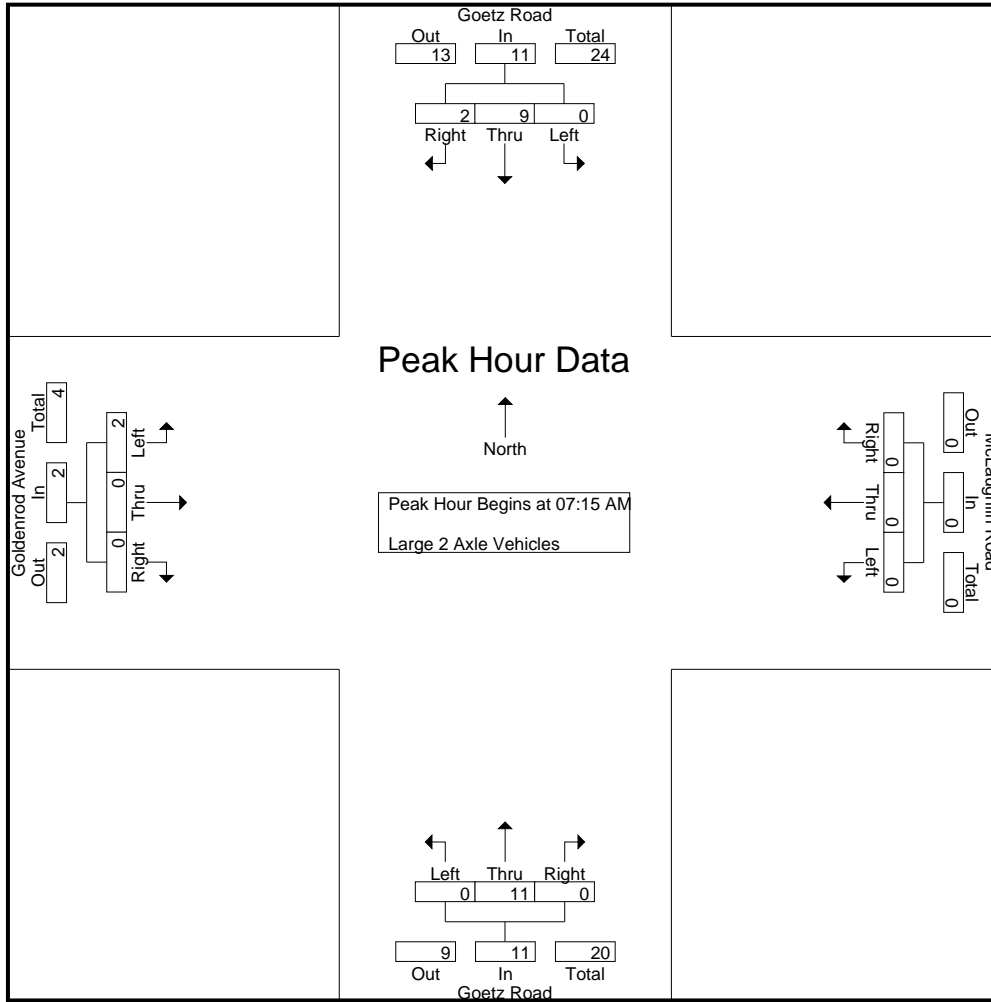 Goetz Road
Out In Total
13 11 24
2 9 0
Right Thru Left
Peak Hour Data
North
Peak Hour Begins at 07:15 AM
Large 2 Axle Vehicles
Goldenrod Avenue
Out In Total
2 2 4
0 0 2
Right Thru Left
McLaughlin Road
Out In Total
0 0 0
0 0 0
Right Thru Left
Left Thru Right
0 11 0
9 11 20
Out In Total
Goetz Road